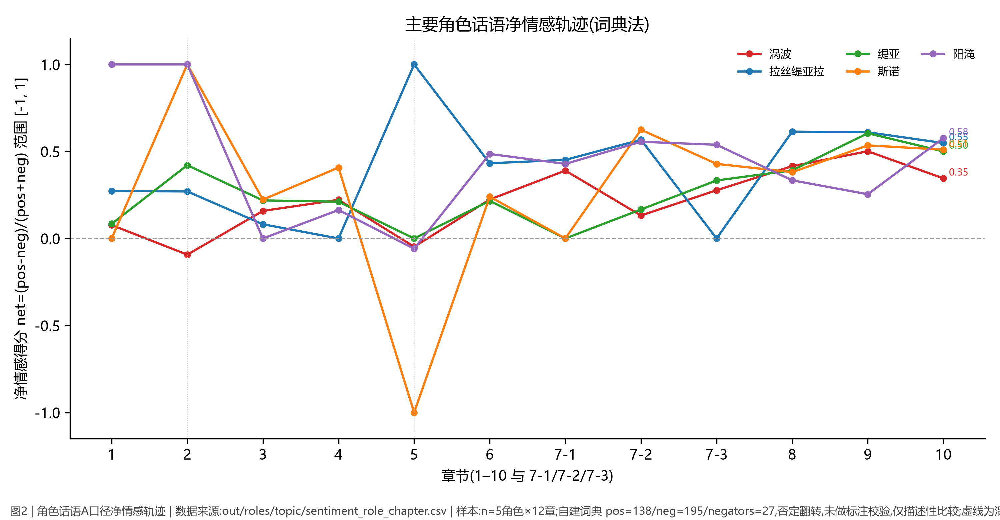 主要角色话语净情感轨迹(词典法)
涡波
拉丝缇亚拉
缇亚
斯诺
阳滝
净情感得分 net=(pos-neg)/(pos+neg) 范围 [-1, 1]
1.0
0.5
0.0
-0.5
-1.0
0.58
0.55
0.51
0.50
0.35
1 2 3 4 5 6 7-1 7-2 7-3 8 9 10
章节(1–10 与 7-1/7-2/7-3)
图2 | 角色话语A口径净情感轨迹 | 数据来源:out/roles/topic/sentiment_role_chapter.csv | 样本:n=5角色×12章;自建词典 pos=138/neg=195/negators=27,否定翻转,未做标注校验,仅描述性比较;虚线为